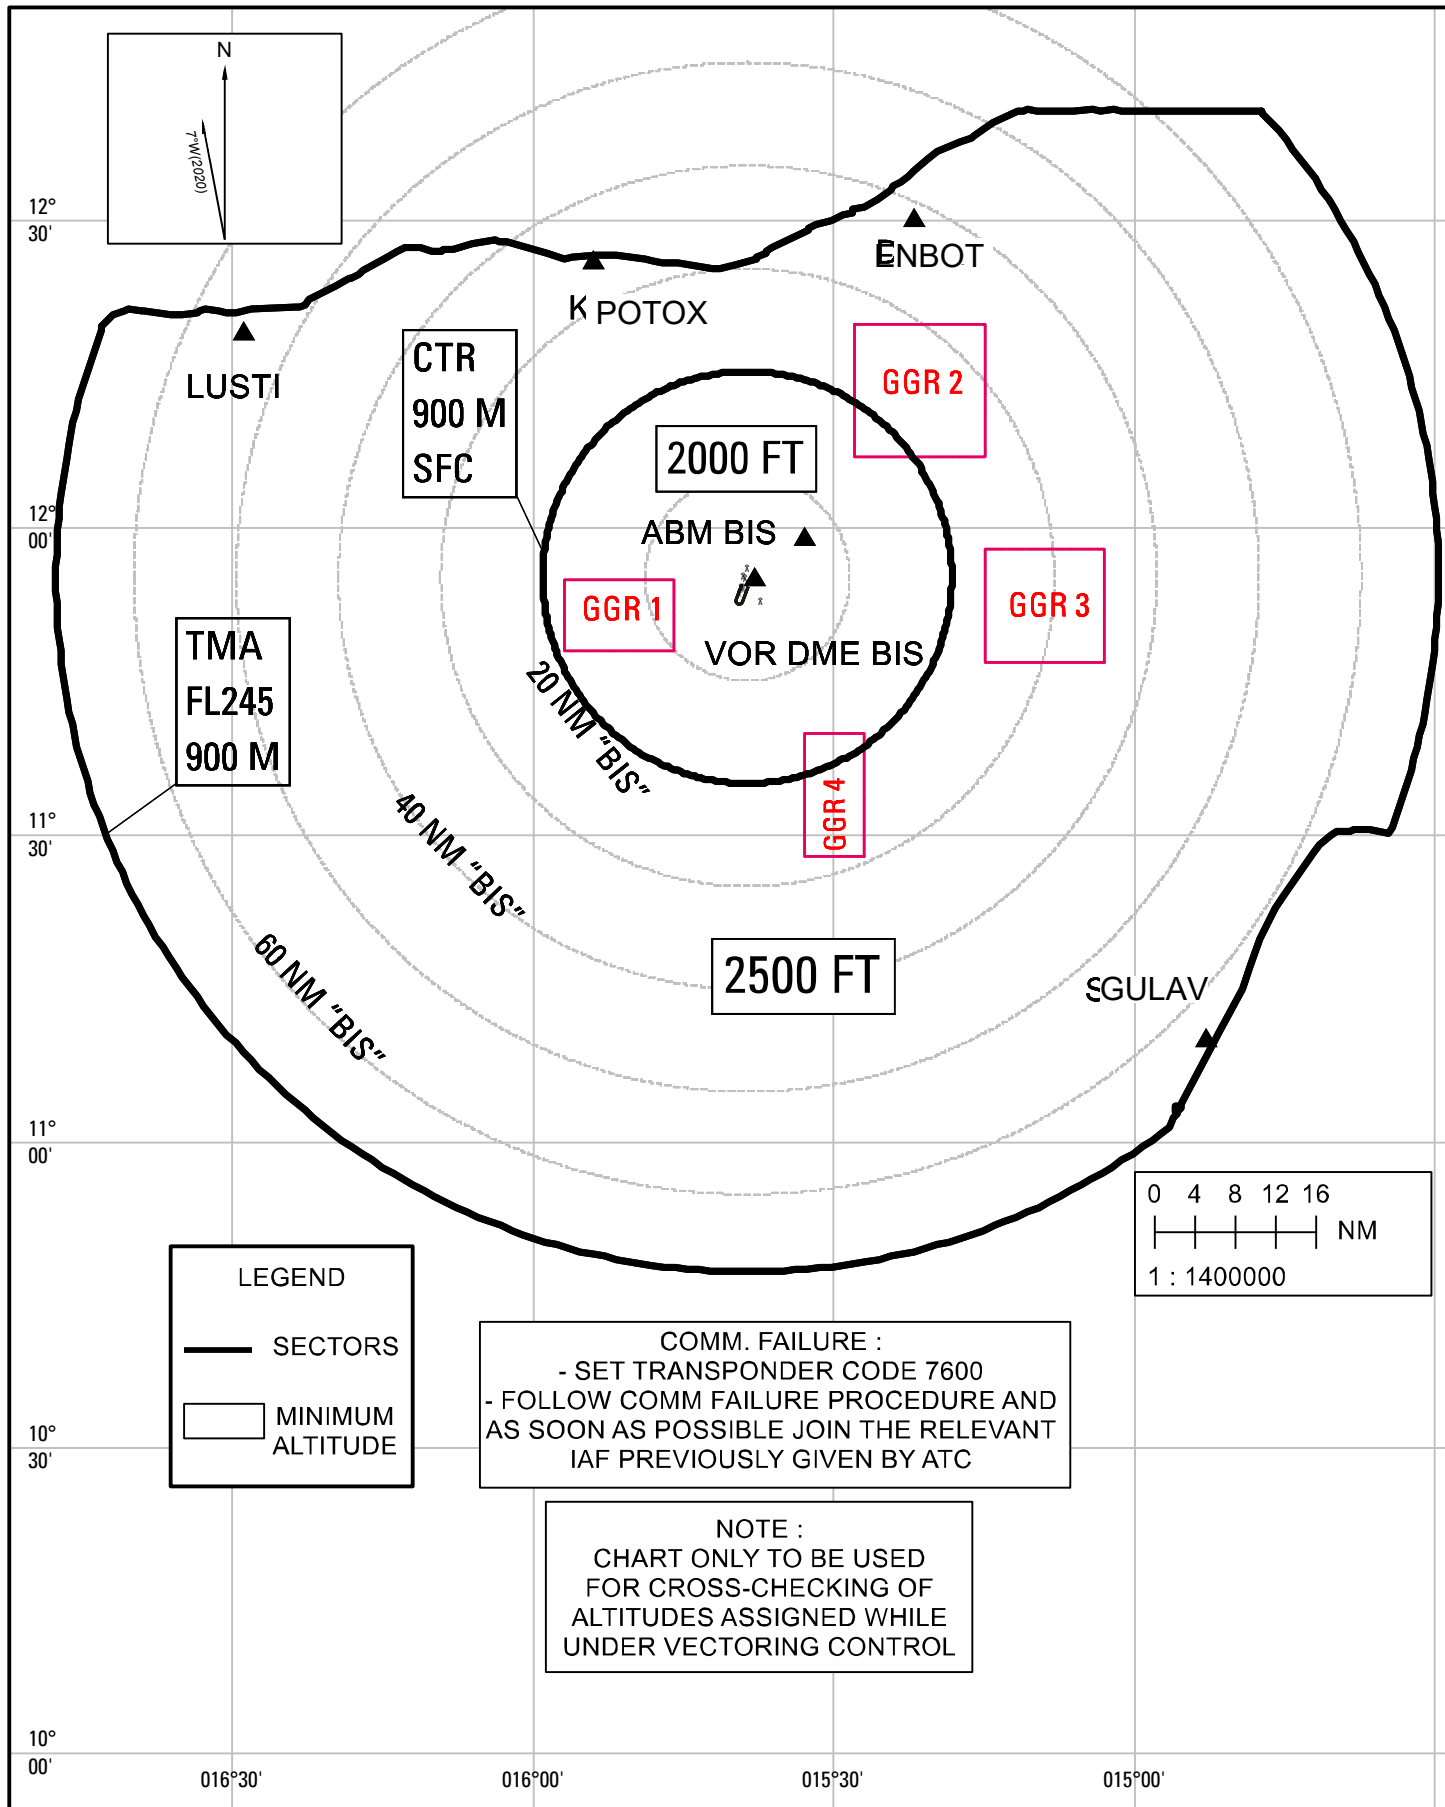 N
7°W(2020)
12°
30'
ENBOT
K POTOX
LUSTI
CTR
900 M
SFC
GGR 2
2000 FT
12°
00'
ABM BIS
GGR 1
GGR 3
VOR DME BIS
TMA
FL245
900 M
20 NM "BIS"
GGR 4
40 NM "BIS"
11°
30'
60 NM "BIS"
2500 FT
SGULAV
11°
00'
0 4 8 12 16
NM
1 : 1400000
LEGEND
SECTORS
MINIMUM
ALTITUDE
COMM. FAILURE :
- SET TRANSPONDER CODE 7600
- FOLLOW COMM FAILURE PROCEDURE AND
AS SOON AS POSSIBLE JOIN THE RELEVANT
IAF PREVIOUSLY GIVEN BY ATC
10°
30'
NOTE :
CHART ONLY TO BE USED
FOR CROSS-CHECKING OF
ALTITUDES ASSIGNED WHILE
UNDER VECTORING CONTROL
10°
00'
016°30' 016°00' 015°30' 015°00'